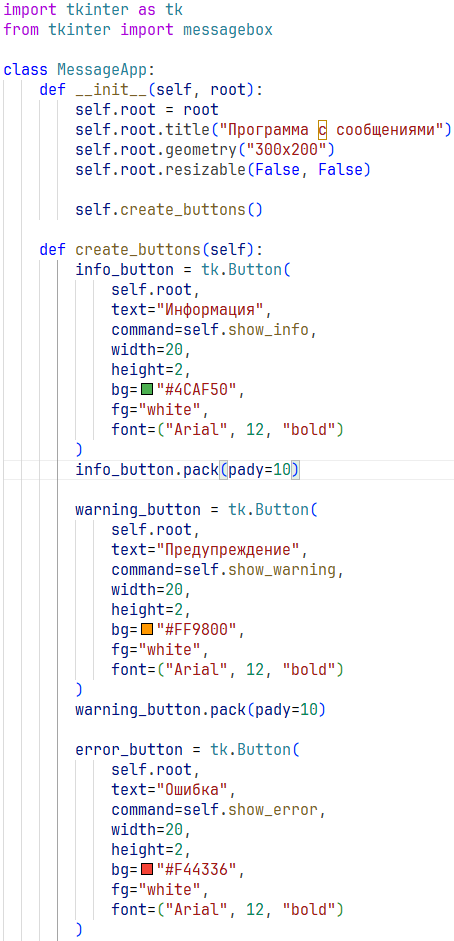 import tkinter as tk
from tkinter import messagebox

class MessageApp:
    def __init__(self, root):
        self.root = root
        self.root.title("Программа с сообщениями")
        self.root.geometry("300x200")
        self.root.resizable(False, False)

        self.create_buttons()

    def create_buttons(self):
        info_button = tk.Button(
            self.root,
            text="Информация",
            command=self.show_info,
            width=20,
            height=2,
            bg="#4CAF50",
            fg="white",
            font=("Arial", 12, "bold")
        )
        info_button.pack(pady=10)

        warning_button = tk.Button(
            self.root,
            text="Предупреждение",
            command=self.show_warning,
            width=20,
            height=2,
            bg="#FF9800",
            fg="white",
            font=("Arial", 12, "bold")
        )
        warning_button.pack(pady=10)

        error_button = tk.Button(
            self.root,
            text="Ошибка",
            command=self.show_error,
            width=20,
            height=2,
            bg="#F44336",
            fg="white",
            font=("Arial", 12, "bold")
        )